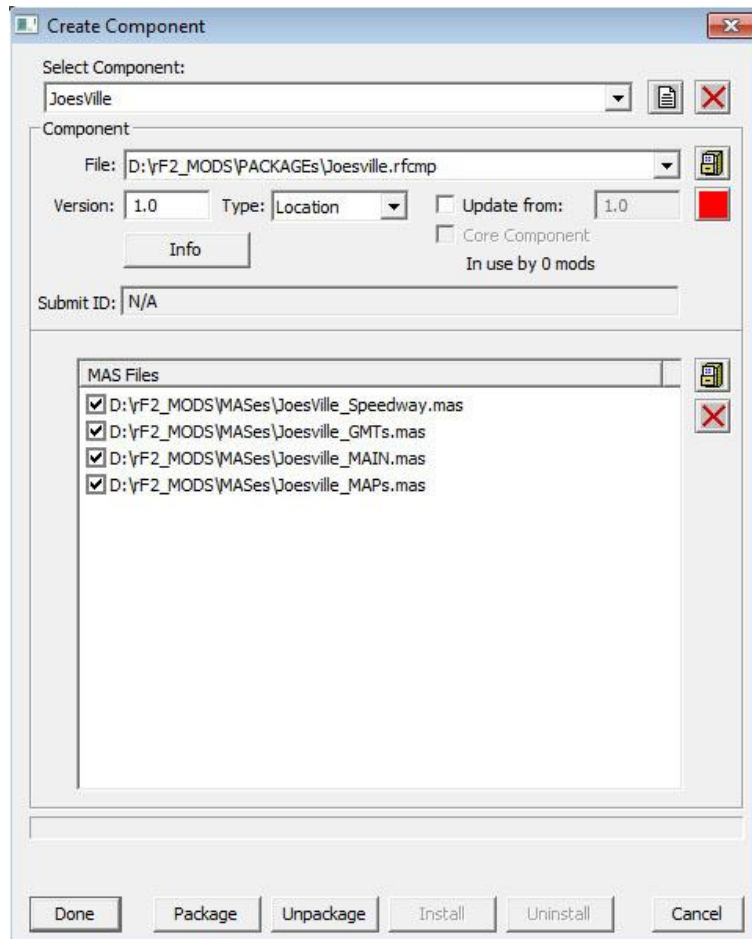 Create Component
Select Component:
JoesVille
Component
File: D:\rF2_MODS\PACKAGEs\Joesville.rfcmp
Version: 1.0 Type: Location Update from: 1.0
Core Component
Info
In use by 0 mods
Submit ID: N/A
MAS Files
D:\rF2_MODS\MASes\JoesVille_Speedway.mas
D:\rF2_MODS\MASes\Joesville_GMTs.mas
D:\rF2_MODS\MASes\Joesville_MAIN.mas
D:\rF2_MODS\MASes\Joesville_MAPs.mas
Done Package Unpackage Install Uninstall Cancel